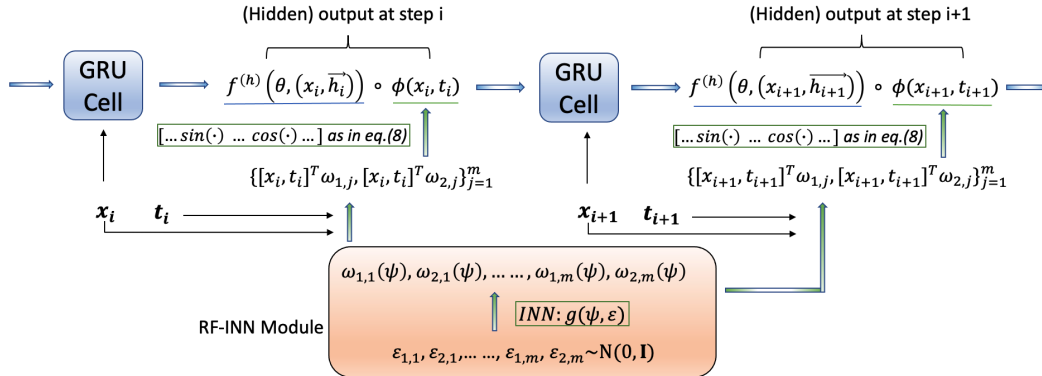 (Hidden) output at step i
(Hidden) output at step i+1
GRU
Cell
f^{(h)}(θ, (x_i, \overrightarrow{h_i})) ∘ ϕ(x_i, t_i)
GRU
Cell
f^{(h)}(θ, (x_{i+1}, \overrightarrow{h_{i+1}})) ∘ ϕ(x_{i+1}, t_{i+1})
[... sin(·) ... cos(·) ...] as in eq.(8)
[... sin(·) ... cos(·) ...] as in eq.(8)
{[x_i, t_i]^T ω_{1,j}, [x_i, t_i]^T ω_{2,j}}_{j=1}^m
{[x_{i+1}, t_{i+1}]^T ω_{1,j}, [x_{i+1}, t_{i+1}]^T ω_{2,j}}_{j=1}^m
x_i t_i
x_{i+1} t_{i+1}
ω_{1,1}(ψ), ω_{2,1}(ψ), ... ..., ω_{1,m}(ψ), ω_{2,m}(ψ)
INN: g(ψ, ε)
RF-INN Module
ε_{1,1}, ε_{2,1}, ... ..., ε_{1,m}, ε_{2,m}~N(0, I)